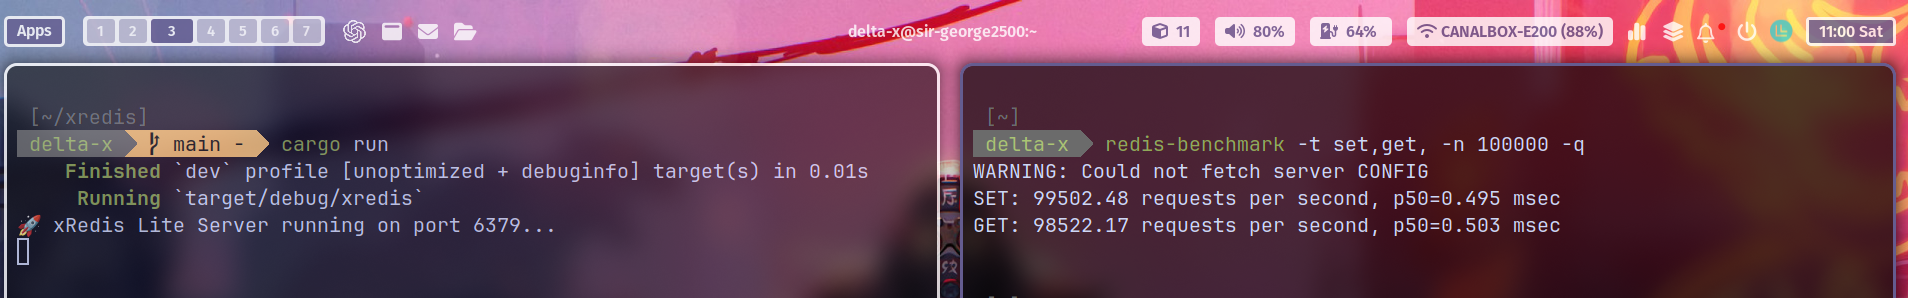 Apps 1 2 3 4 5 6 7 delta-x@sir-george2500:~ 11 80% 64% CANALBOX-E200 (88%) 11:00 Sat
[~/xredis]
delta-x main - cargo run
Finished `dev` profile [unoptimized + debuginfo] target(s) in 0.01s
Running `target/debug/xredis`
🚀 xRedis Lite Server running on port 6379...
[~]
delta-x redis-benchmark -t set,get, -n 100000 -q
WARNING: Could not fetch server CONFIG
SET: 99502.48 requests per second, p50=0.495 msec
GET: 98522.17 requests per second, p50=0.503 msec